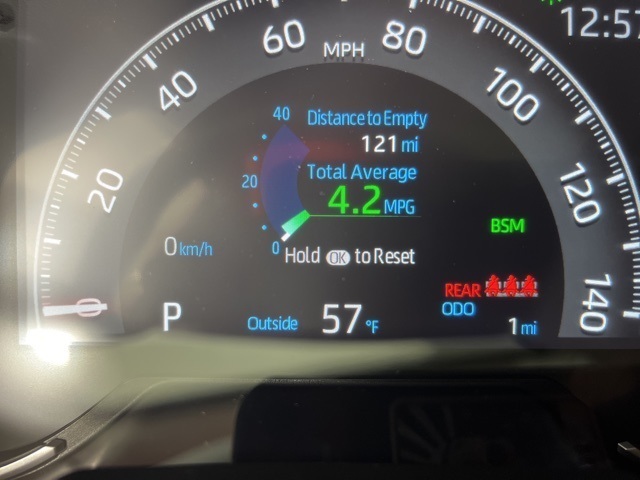 12:57
60 MPH 80
40 100
20 120
0 140
40 Distance to Empty
121 mi
Total Average
20 4.2 MPG
BSM
0 Hold OK to Reset
0 km/h
REAR
ODO
P Outside 57 °F 1 mi